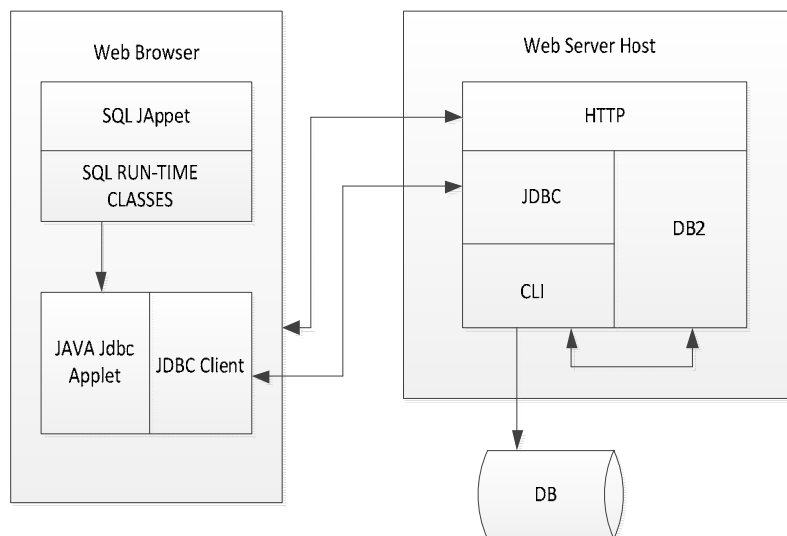 Web Browser
SQL JAppet
SQL RUN-TIME
CLASSES
JAVA Jdbc
Applet
JDBC Client
Web Server Host
HTTP
JDBC
DB2
CLI
DB